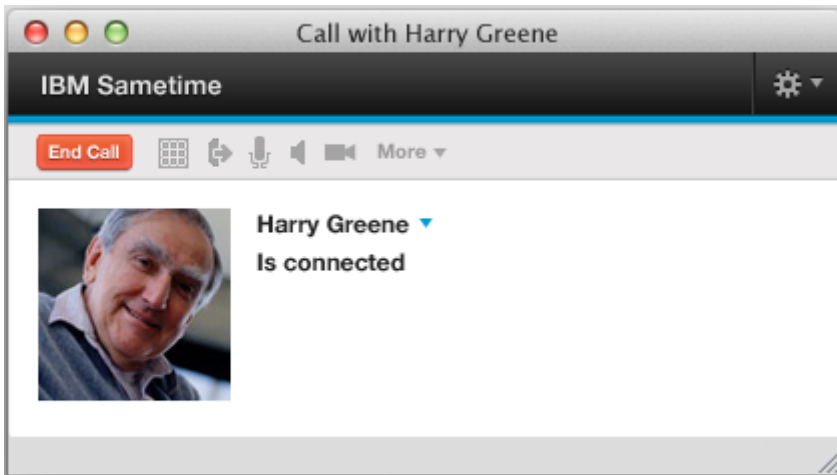 Call with Harry Greene
IBM Sametime
End Call More
Harry Greene
Is connected